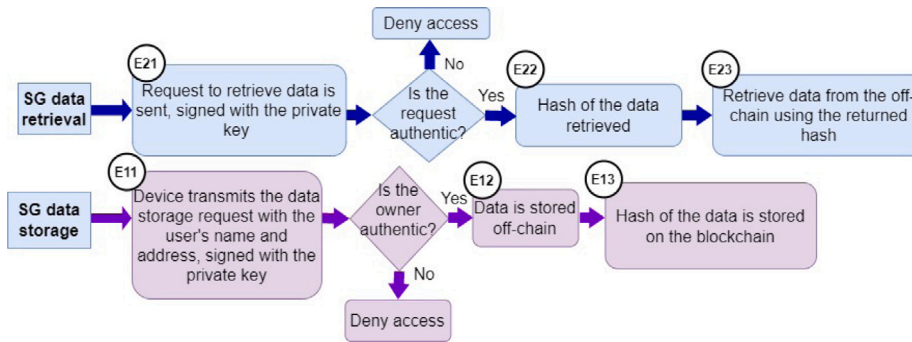 Deny access
No
E21
E22
E23
SG data
retrieval
Request to retrieve data is
sent, signed with the private
key
Is the
request
authentic?
Yes
Hash of the data
retrieved
Retrieve data from the off-
chain using the returned
hash
E11
E12
E13
SG data
storage
Device transmits the data
storage request with the
user's name and
address, signed with the
private key
Is the
owner
authentic?
Yes
Data is stored
off-chain
Hash of the data is stored
on the blockchain
No
Deny access